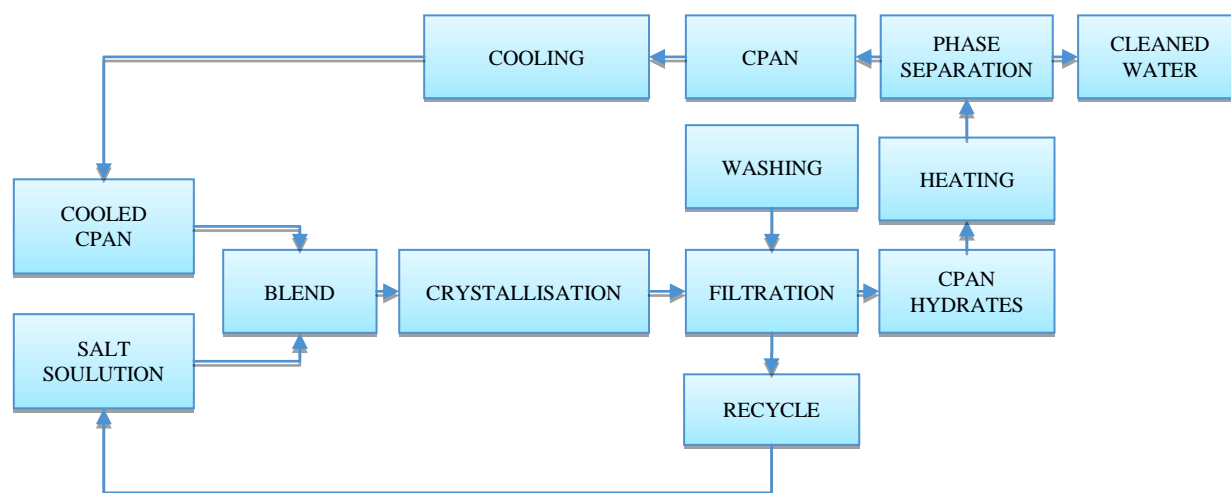 COOLING
CPAN
PHASE
SEPARATION
CLEANED
WATER
WASHING
HEATING
COOLED
CPAN
BLEND
CRYSTALLISATION
FILTRATION
CPAN
HYDRATES
SALT
SOULUTION
RECYCLE